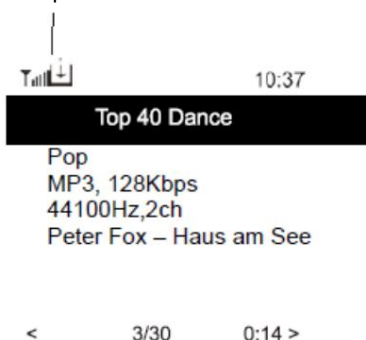 10:37
Top 40 Dance
Pop
MP3, 128Kbps
44100Hz,2ch
Peter Fox – Haus am See
< 3/30 0:14 >